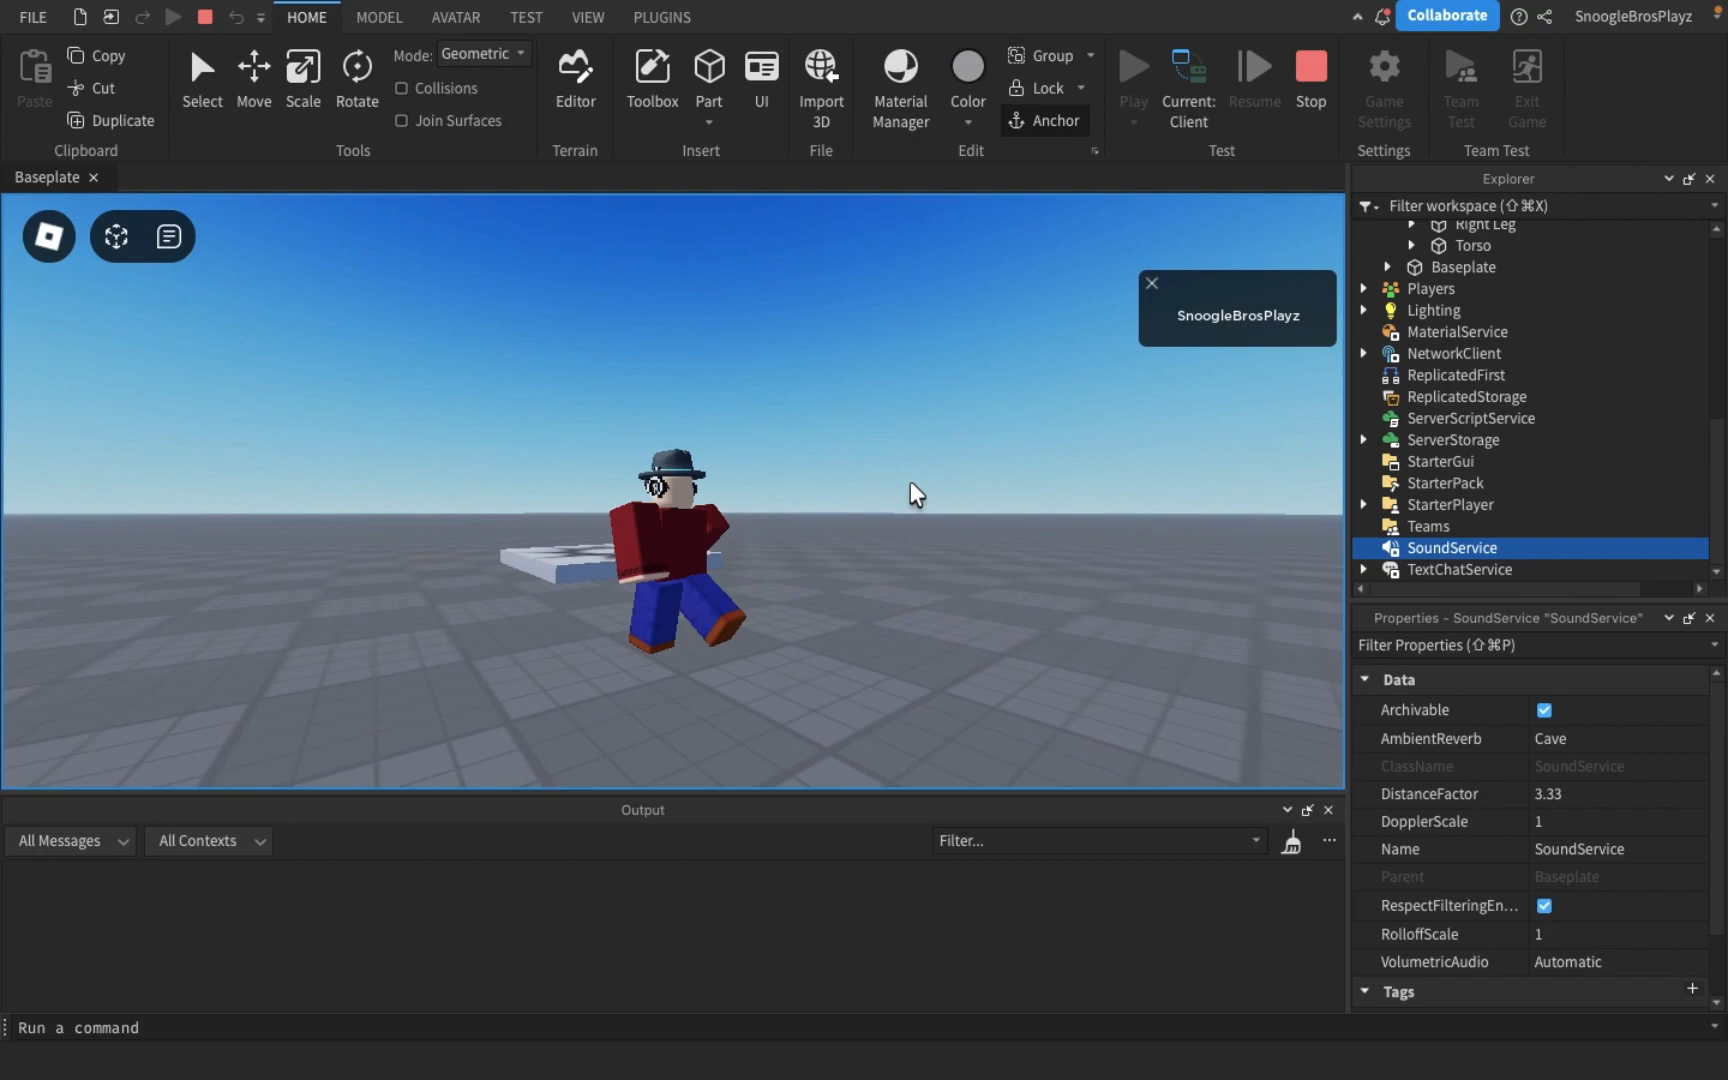 FILE
HOME
MODEL
AVATAR
TEST
VIEW
PLUGINS
Collaborate
SnoogleBrosPlayz
Paste
Copy
Cut
Duplicate
Clipboard
Select
Move
Scale
Rotate
Mode: Geometric
Collisions
Join Surfaces
Tools
Editor
Terrain
Toolbox
Part
UI
Insert
Import
3D
File
Material
Manager
Color
Group
Lock
Anchor
Edit
Play
Current:
Client
Resume
Stop
Test
Game
Settings
Settings
Team
Test
Exit
Game
Team Test
Baseplate
SnoogleBrosPlayz
Explorer
Filter workspace (⇧⌘X)
Right Leg
Torso
Baseplate
Players
Lighting
MaterialService
NetworkClient
ReplicatedFirst
ReplicatedStorage
ServerScriptService
ServerStorage
StarterGui
StarterPack
StarterPlayer
Teams
SoundService
TextChatService
Properties - SoundService "SoundService"
Filter Properties (⇧⌘P)
Data
Archivable
AmbientReverb Cave
ClassName SoundService
DistanceFactor 3.33
DopplerScale 1
Name SoundService
Parent Baseplate
RespectFilteringEn...
RolloffScale 1
VolumetricAudio Automatic
Tags
Output
All Messages
All Contexts
Filter...
Run a command